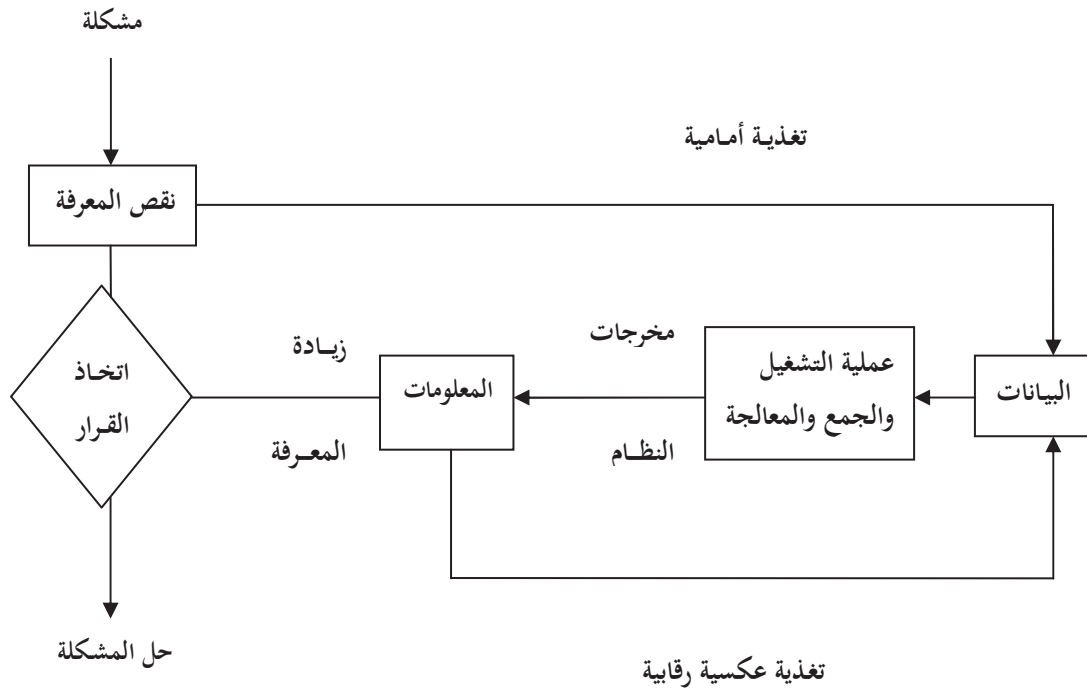 مشكلة
تغذية أمامية
نقص المعرفة
اتخاذ
القرار
زيادة
المعرفة
المعلومات
مخرجات
النظام
عملية التشغيل
والجمع والمعالجة
البيانات
حل المشكلة
تغذية عكسية رقابية